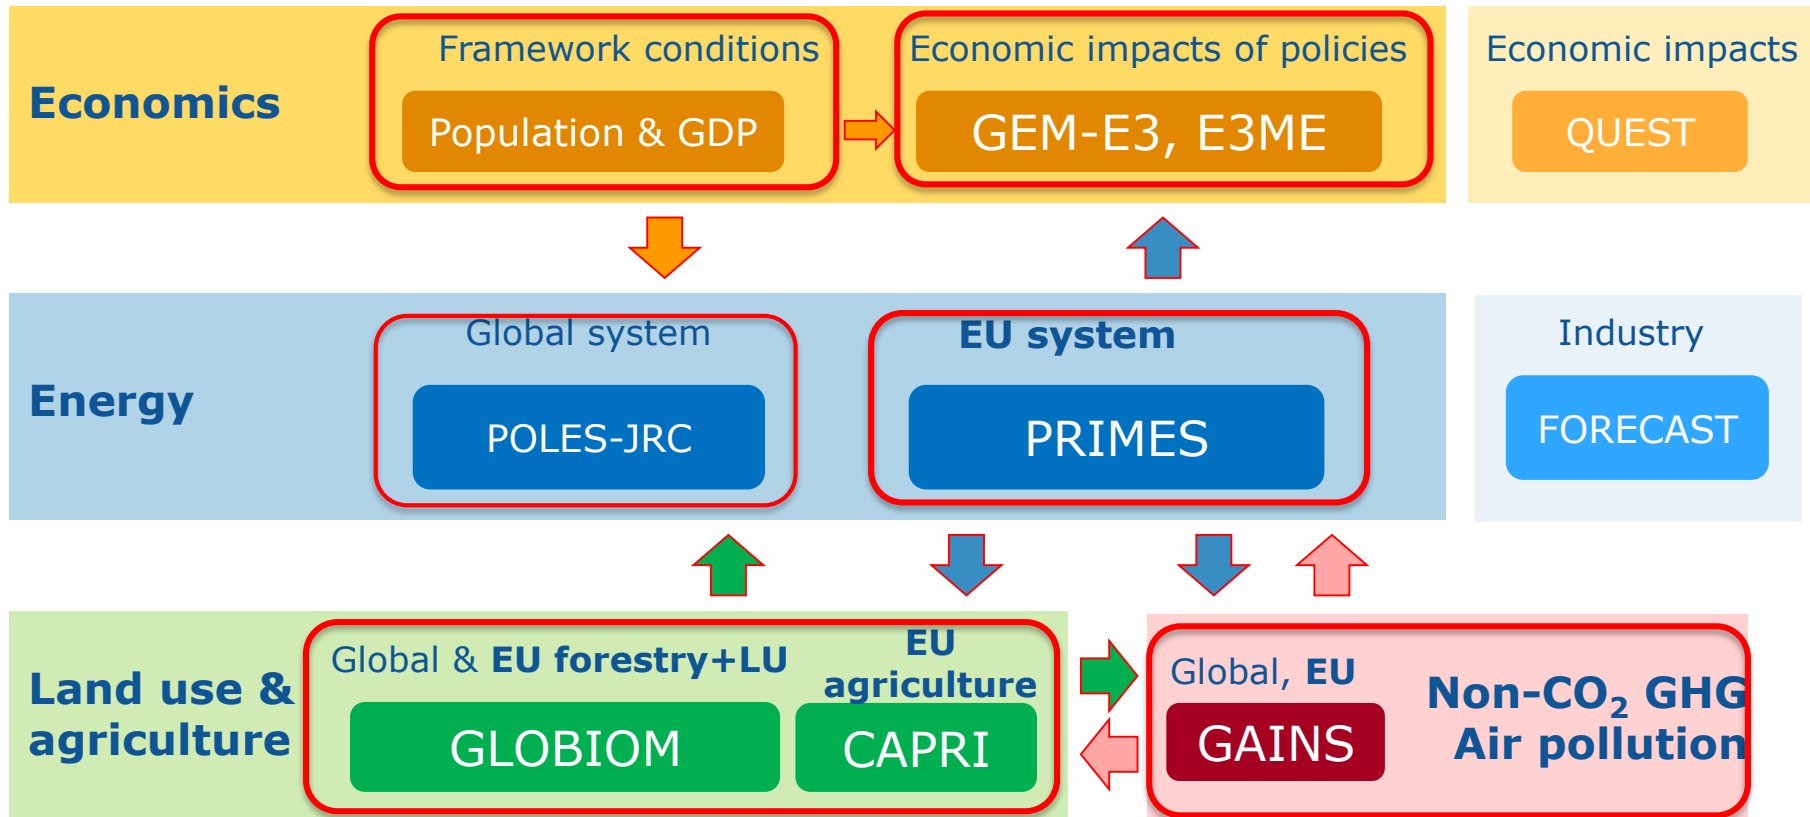 Economics
Framework conditions
Population & GDP
Economic impacts of policies
GEM-E3, E3ME
Economic impacts
QUEST
Energy
Global system
POLES-JRC
EU system
PRIMES
Industry
FORECAST
Land use &
agriculture
Global & EU forestry+LU
GLOBIOM
EU
agriculture
CAPRI
Global, EU
GAINS
Non-CO₂ GHG
Air pollution